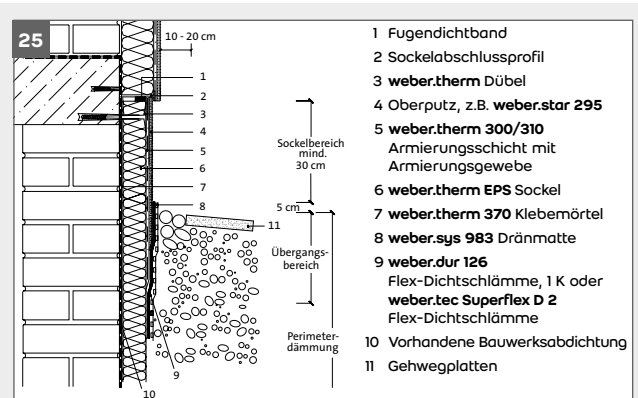 25
10 - 20 cm
1
2
3
4
5
6
7
8
11
9
10
Sockelbereich
mind.
30 cm
5 cm
Übergangs-
bereich
Perimeter-
dämmung
1 Fugendichtband
2 Sockelabschlussprofil
3 weber.therm Dübel
4 Oberputz, z.B. weber.star 295
5 weber.therm 300/310
Armierungsschicht mit
Armierungsgewebe
6 weber.therm EPS Sockel
7 weber.therm 370 Klebemörtel
8 weber.sys 983 Dränmatte
9 weber.dur 126
Flex-Dichtschlämme, 1 K oder
weber.tec Superflex D 2
Flex-Dichtschlämme
10 Vorhandene Bauwerksabdichtung
11 Gehwegplatten